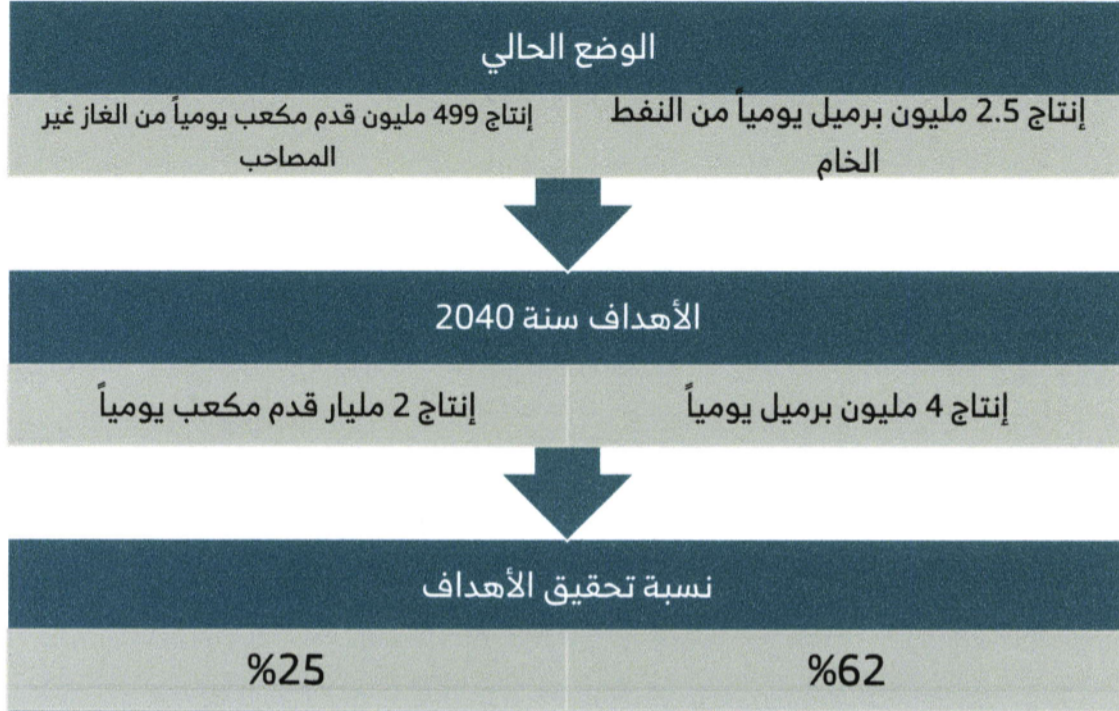 الوضع الحالي
إنتاج 2.5 مليون برميل يومياً من النفط
الخام
إنتاج 499 مليون قدم مكعب يومياً من الغاز غير
المصاحب
الأهداف سنة 2040
إنتاج 4 مليون برميل يومياً
إنتاج 2 مليار قدم مكعب يومياً
نسبة تحقيق الأهداف
%62
%25